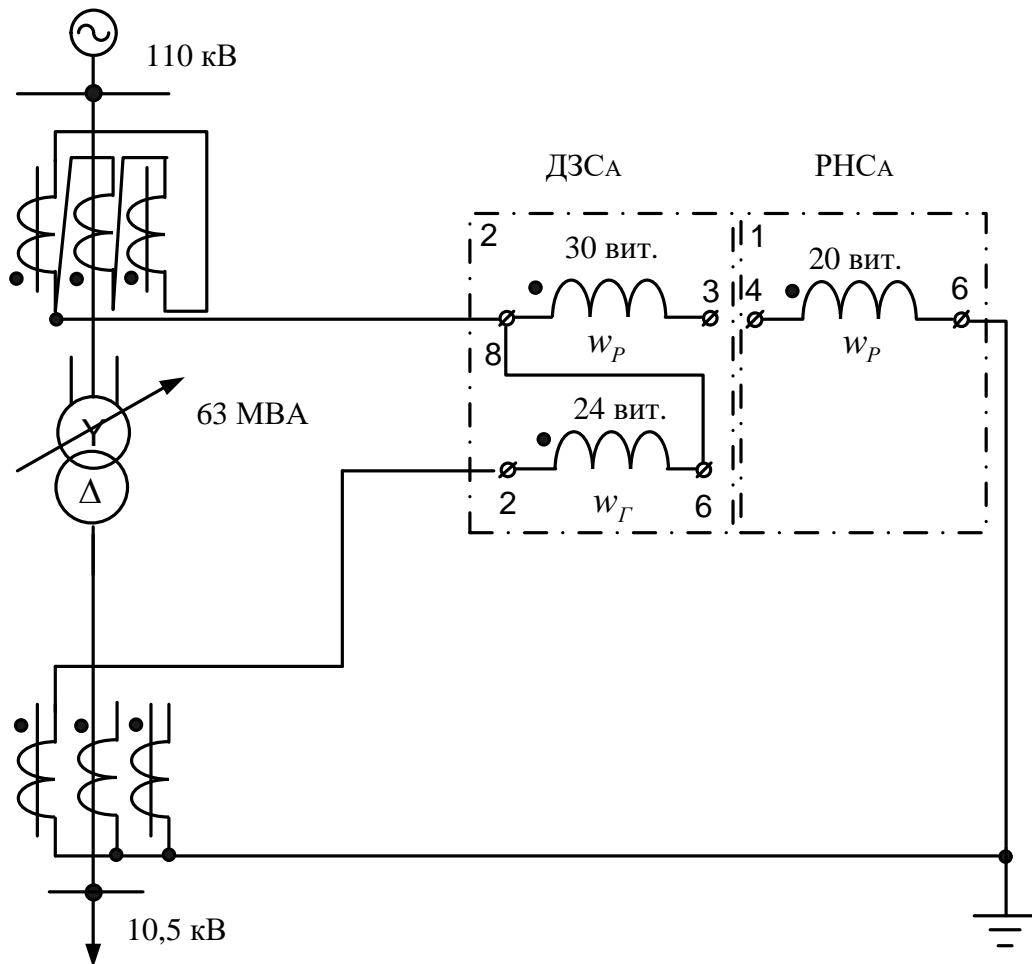 110 кВ
ДЗСА
РНСА
2
1
30 вит.
20 вит.
3
4
6
wР
wР
8
63 МВА
24 вит.
Y
Δ
2
wГ
6
10,5 кВ